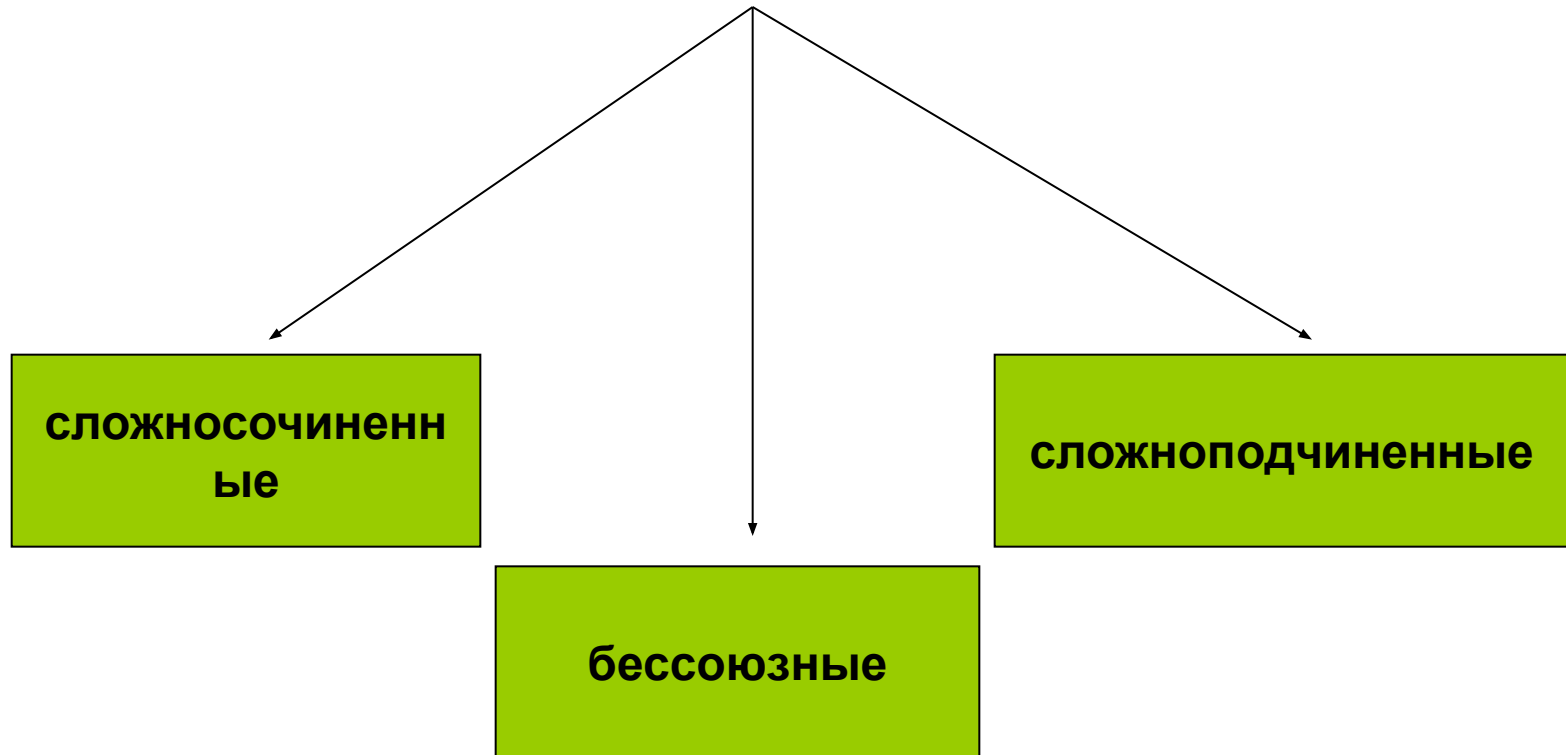 сложносочиненн
ые
сложноподчиненные
бессоюзные